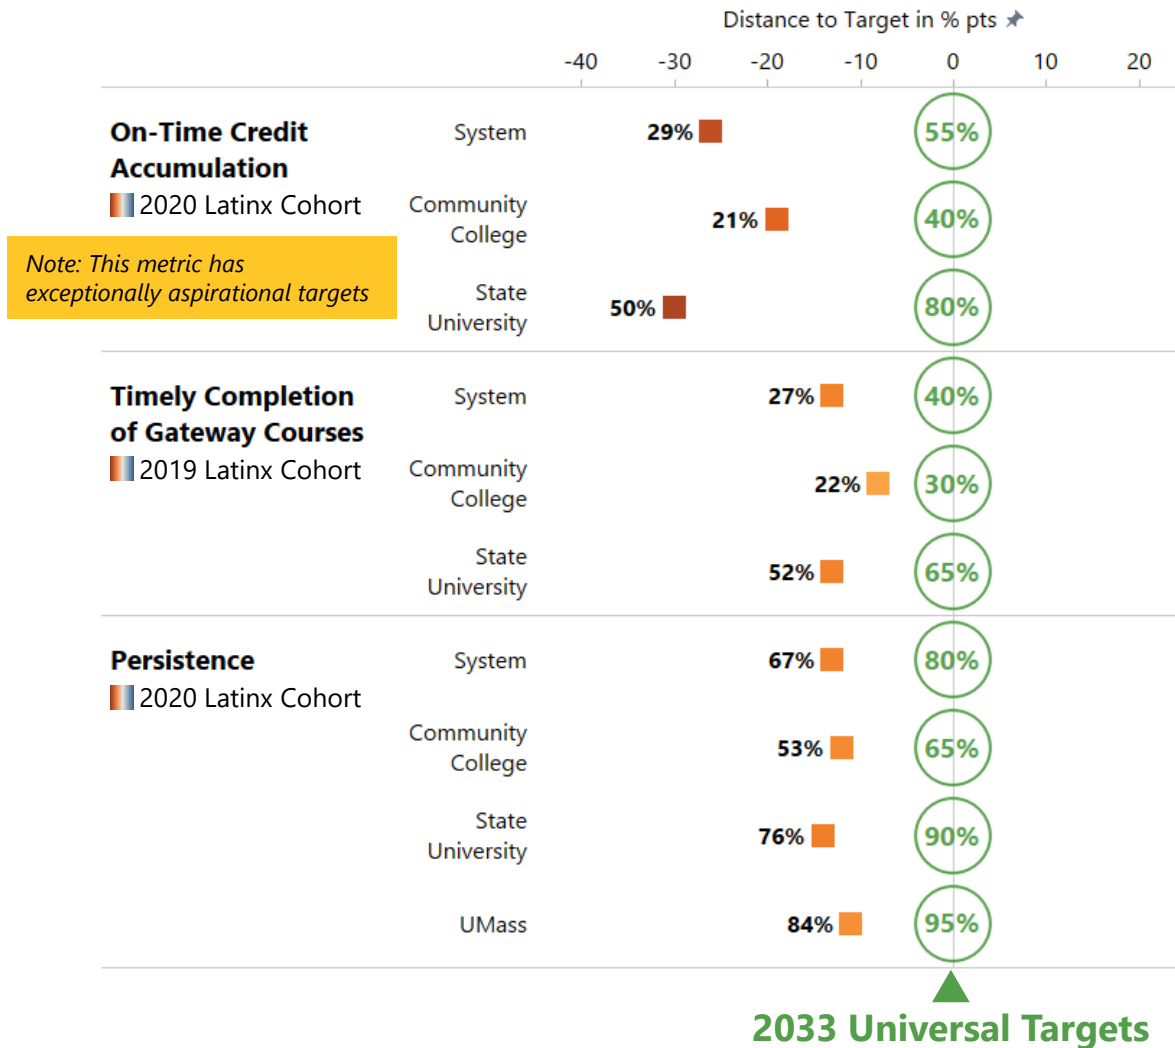 Distance to Target in % pts
-40 -30 -20 -10 0 10 20
On-Time Credit
Accumulation
2020 Latinx Cohort
Note: This metric has
exceptionally aspirational targets
System
29%
55%
Community
College
21%
40%
State
University
50%
80%
Timely Completion
of Gateway Courses
2019 Latinx Cohort
System
27%
40%
Community
College
22%
30%
State
University
52%
65%
Persistence
2020 Latinx Cohort
System
67%
80%
Community
College
53%
65%
State
University
76%
90%
UMass
84%
95%
2033 Universal Targets